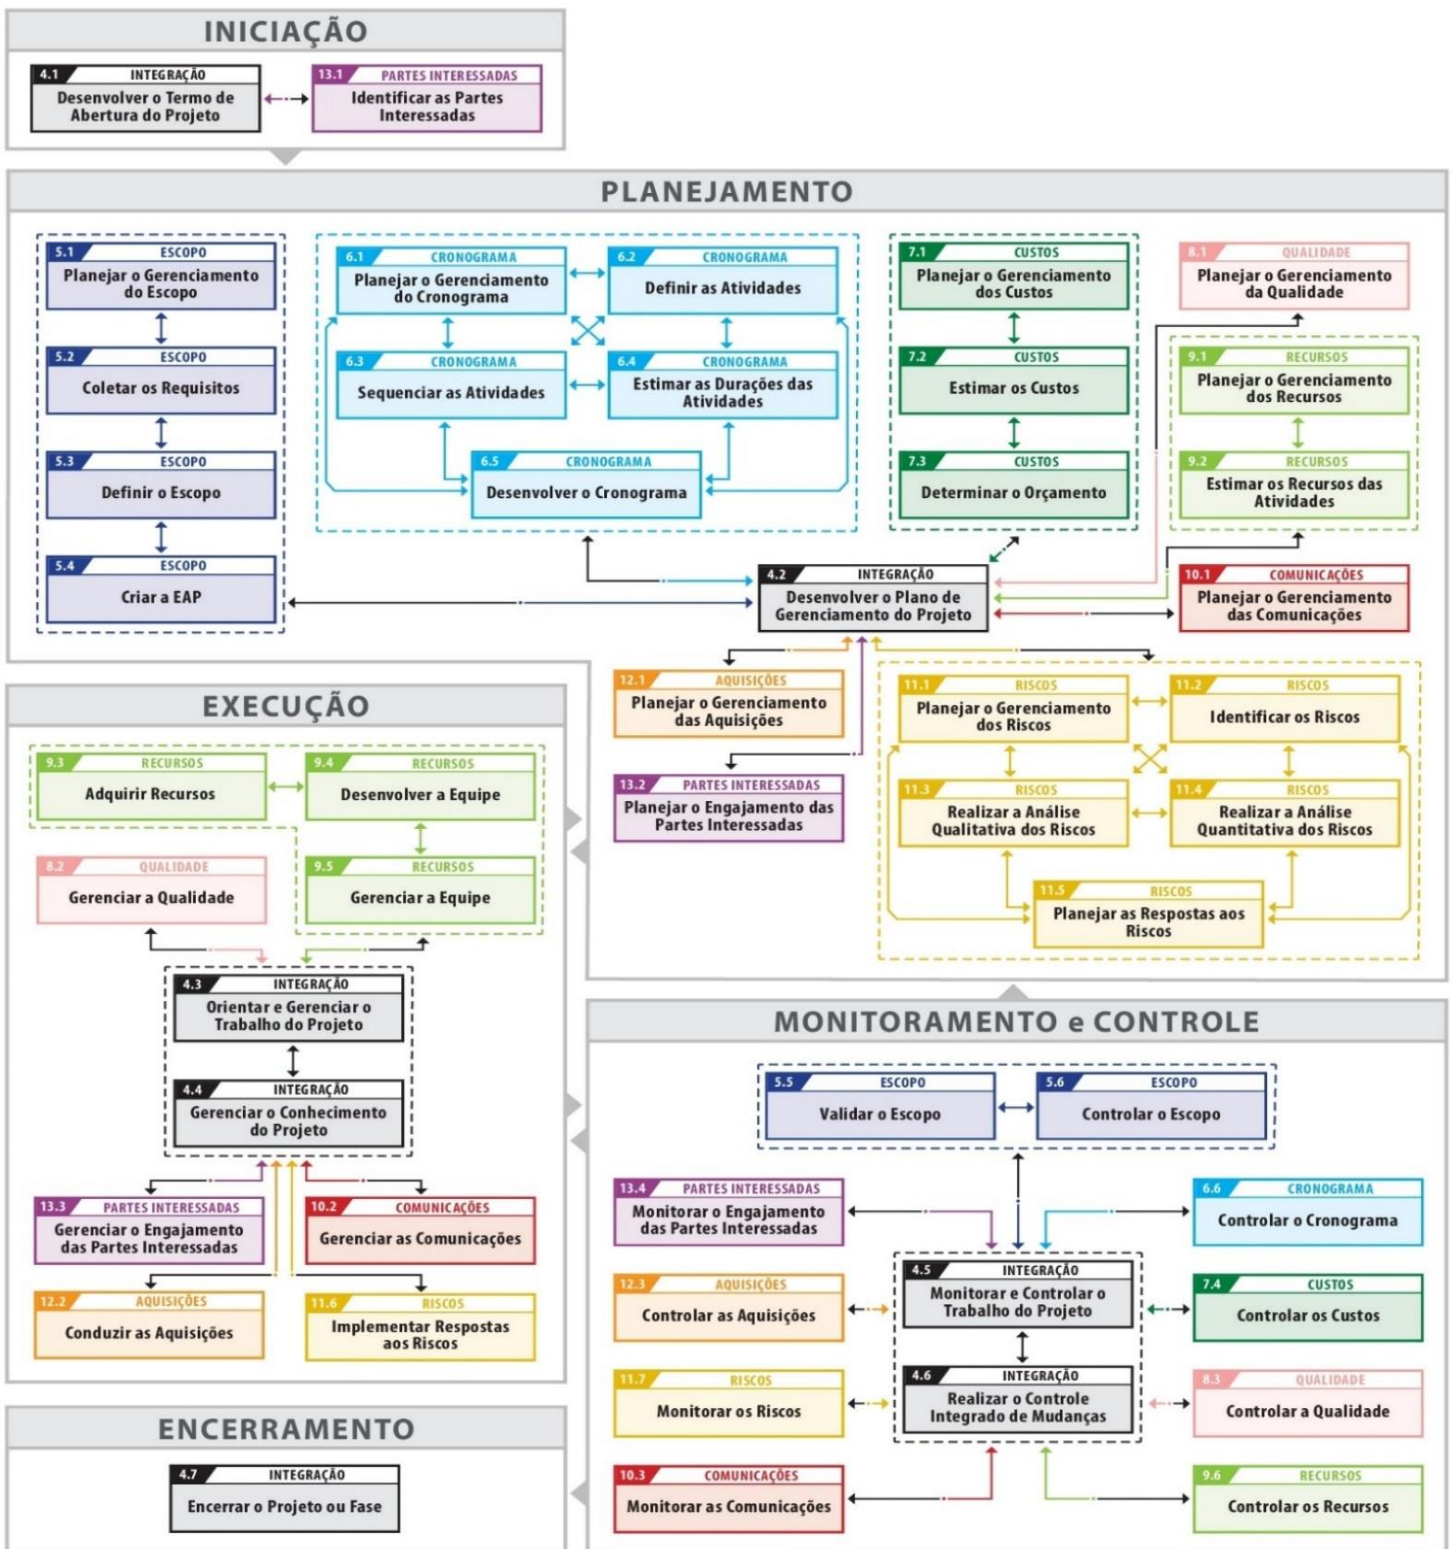 INICIAÇÃO
4.1 INTEGRAÇÃO
Desenvolver o Termo de
Abertura do Projeto
13.1 PARTES INTERESSADAS
Identificar as Partes
Interessadas
PLANEJAMENTO
5.1 ESCOPO
Planejar o Gerenciamento
do Escopo
5.2 ESCOPO
Coletar os Requisitos
5.3 ESCOPO
Definir o Escopo
5.4 ESCOPO
Criar a EAP
6.1 CRONOGRAMA
Planejar o Gerenciamento
do Cronograma
6.2 CRONOGRAMA
Definir as Atividades
6.3 CRONOGRAMA
Sequenciar as Atividades
6.4 CRONOGRAMA
Estimar as Durações das
Atividades
6.5 CRONOGRAMA
Desenvolver o Cronograma
7.1 CUSTOS
Planejar o Gerenciamento
dos Custos
7.2 CUSTOS
Estimar os Custos
7.3 CUSTOS
Determinar o Orçamento
8.1 QUALIDADE
Planejar o Gerenciamento
da Qualidade
9.1 RECURSOS
Planejar o Gerenciamento
dos Recursos
9.2 RECURSOS
Estimar os Recursos das
Atividades
4.2 INTEGRAÇÃO
Desenvolver o Plano de
Gerenciamento do Projeto
10.1 COMUNICAÇÕES
Planejar o Gerenciamento
das Comunicações
12.1 AQUISIÇÕES
Planejar o Gerenciamento
das Aquisições
13.2 PARTES INTERESSADAS
Planejar o Engajamento das
Partes Interessadas
11.1 RISCOS
Planejar o Gerenciamento
dos Riscos
11.2 RISCOS
Identificar os Riscos
11.3 RISCOS
Realizar a Análise
Qualitativa dos Riscos
11.4 RISCOS
Realizar a Análise
Quantitativa dos Riscos
11.5 RISCOS
Planejar as Respostas aos
Riscos
EXECUÇÃO
9.3 RECURSOS
Adquirir Recursos
9.4 RECURSOS
Desenvolver a Equipe
8.2 QUALIDADE
Gerenciar a Qualidade
9.5 RECURSOS
Gerenciar a Equipe
4.3 INTEGRAÇÃO
Orientar e Gerenciar o
Trabalho do Projeto
4.4 INTEGRAÇÃO
Gerenciar o Conhecimento
do Projeto
13.3 PARTES INTERESSADAS
Gerenciar o Engajamento
das Partes Interessadas
10.2 COMUNICAÇÕES
Gerenciar as Comunicações
12.2 AQUISIÇÕES
Conduzir as Aquisições
11.6 RISCOS
Implementar Respostas
aos Riscos
MONITORAMENTO e CONTROLE
5.5 ESCOPO
Validar o Escopo
5.6 ESCOPO
Controlar o Escopo
13.4 PARTES INTERESSADAS
Monitorar o Engajamento
das Partes Interessadas
6.6 CRONOGRAMA
Controlar o Cronograma
12.3 AQUISIÇÕES
Controlar as Aquisições
4.5 INTEGRAÇÃO
Monitorar e Controlar o
Trabalho do Projeto
7.4 CUSTOS
Controlar os Custos
11.7 RISCOS
Monitorar os Riscos
4.6 INTEGRAÇÃO
Realizar o Controle
Integrado de Mudanças
8.3 QUALIDADE
Controlar a Qualidade
10.3 COMUNICAÇÕES
Monitorar as Comunicações
9.6 RECURSOS
Controlar os Recursos
ENCERRAMENTO
4.7 INTEGRAÇÃO
Encerrar o Projeto ou Fase